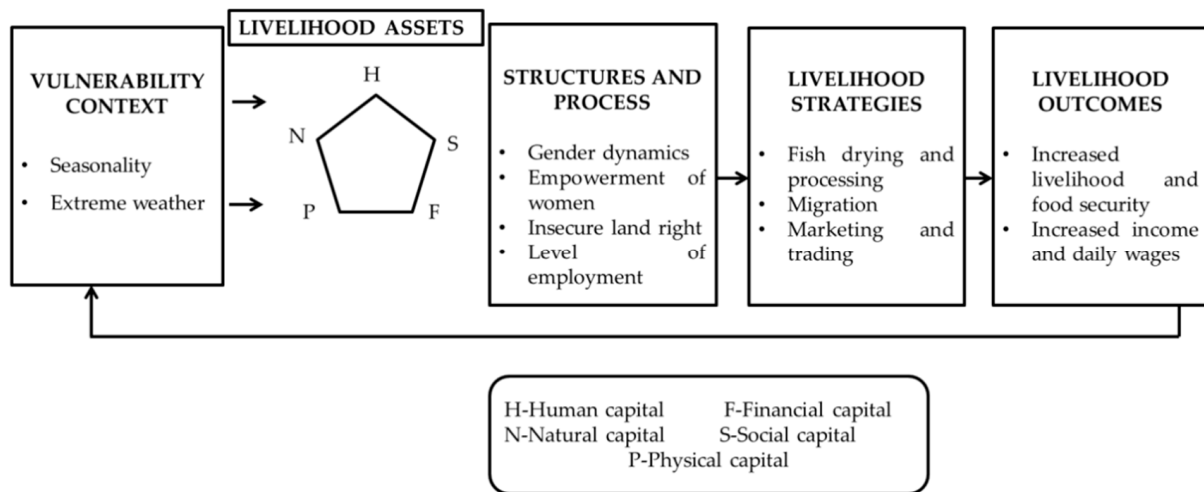 VULNERABILITY
CONTEXT
• Seasonality
• Extreme weather
LIVELIHOOD ASSETS
H
N
S
P
F
STRUCTURES AND
PROCESS
• Gender dynamics
• Empowerment of
women
• Insecure land right
• Level of
employment
LIVELIHOOD
STRATEGIES
• Fish drying and
processing
• Migration
• Marketing and
trading
LIVELIHOOD
OUTCOMES
• Increased
livelihood and
food security
• Increased income
and daily wages
H-Human capital F-Financial capital
N-Natural capital S-Social capital
P-Physical capital